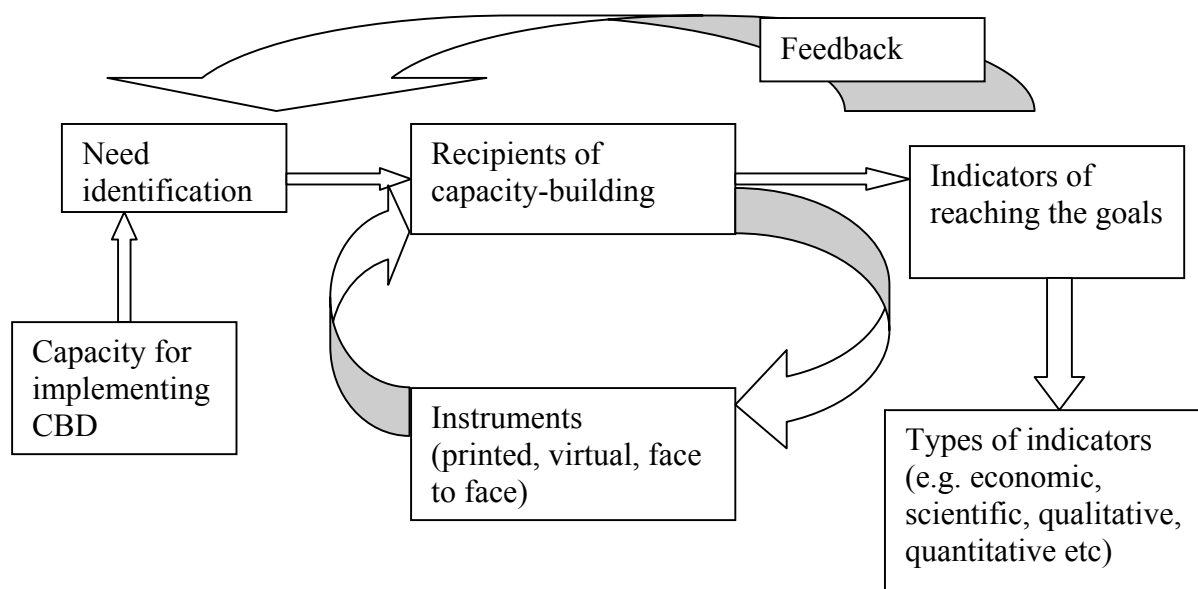 Feedback
Need
identification
Recipients of
capacity-building
Indicators of
reaching the goals
Capacity for
implementing
CBD
Instruments
(printed, virtual, face
to face)
Types of indicators
(e.g. economic,
scientific, qualitative,
quantitative etc)